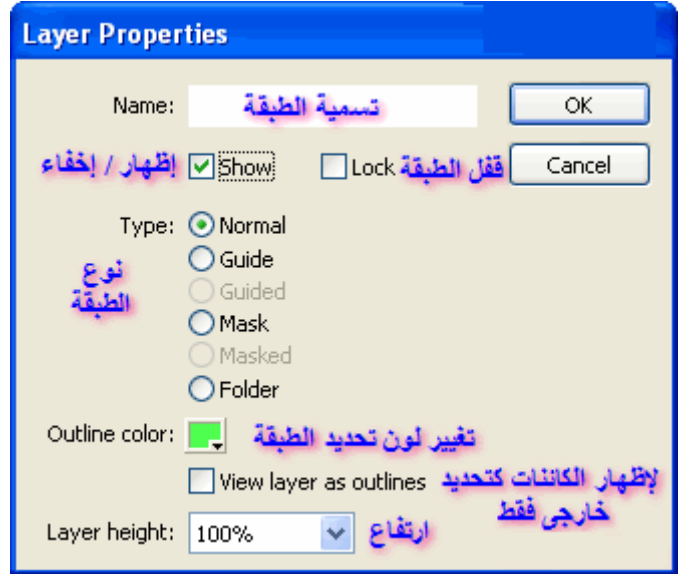 Layer Properties
Name: تسمية الطبقة OK
إظهار / إخفاء Show Lock قفل الطبقة Cancel
Type: Normal
نوع الطبقة
Guide
Guided
Mask
Masked
Folder
Outline color: تغيير لون تحديد الطبقة
View layer as outlines لإظهار الكائنات كتحديد
خارجى فقط
Layer height: 100% ارتفاع